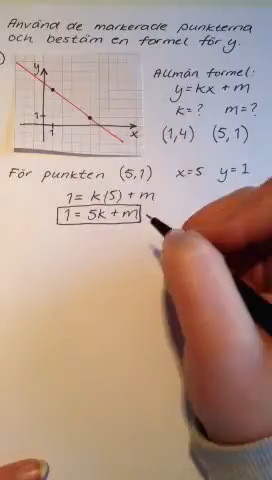 Använd de markerade punkterna
och bestäm en formel för y.
y
1
1
x
Allmän formel:
y = kx + m
k = ? m = ?
(1,4) (5,1)
För punkten (5,1) x=5 y=1
1 = k(5) + m
1 = 5k + m